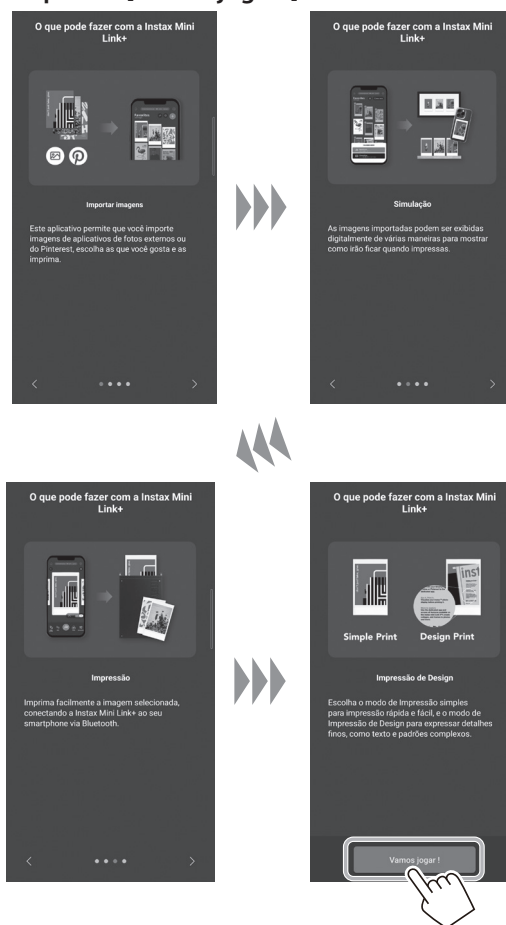 O que pode fazer com a Instax Mini
Link+
Importar imagens
Este aplicativo permite que você importe
imagens de aplicativos de fotos externos ou
do Pinterest, escolha as que você gosta e as
imprima.
O que pode fazer com a Instax Mini
Link+
Simulação
As imagens importadas podem ser exibidas
digitalmente de várias maneiras para mostrar
como irão ficar quando impressas.
O que pode fazer com a Instax Mini
Link+
Impressão
Imprima facilmente a imagem selecionada,
conectando a Instax Mini Link+ ao seu
smartphone via Bluetooth.
O que pode fazer com a Instax Mini
Link+
Simple Print
Design Print
Impressão de Design
Escolha o modo de Impressão simples
para impressão rápida e fácil, e o modo de
Impressão de Design para expressar detalhes
finos, como texto e padrões complexos.
Vamos jogar !